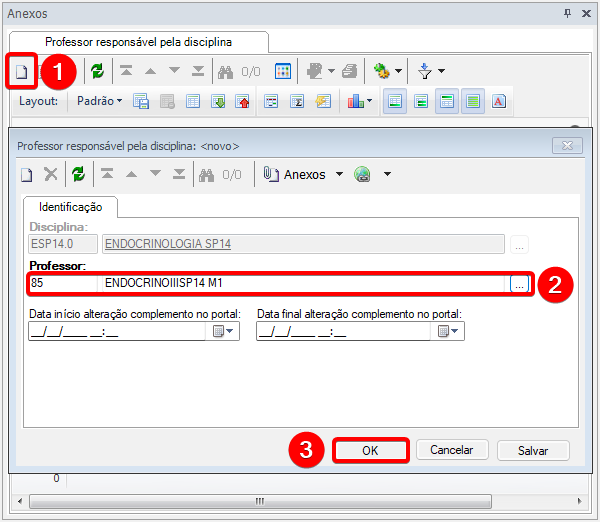 Anexos
Professor responsável pela disciplina
1
0/0
Layout: Padrão
Professor responsável pela disciplina: <novo>
0/0 Anexos
Identificação
Disciplina:
ESP14.0 ENDOCRINOLOGIA SP14 ...
Professor:
85 ENDOCRINOIIISP14 M1 ... 2
Data início alteração complemento no portal: Data final alteração complemento no portal:
__/__/____ __:__ __/__/____ __:__
3 OK Cancelar Salvar
0